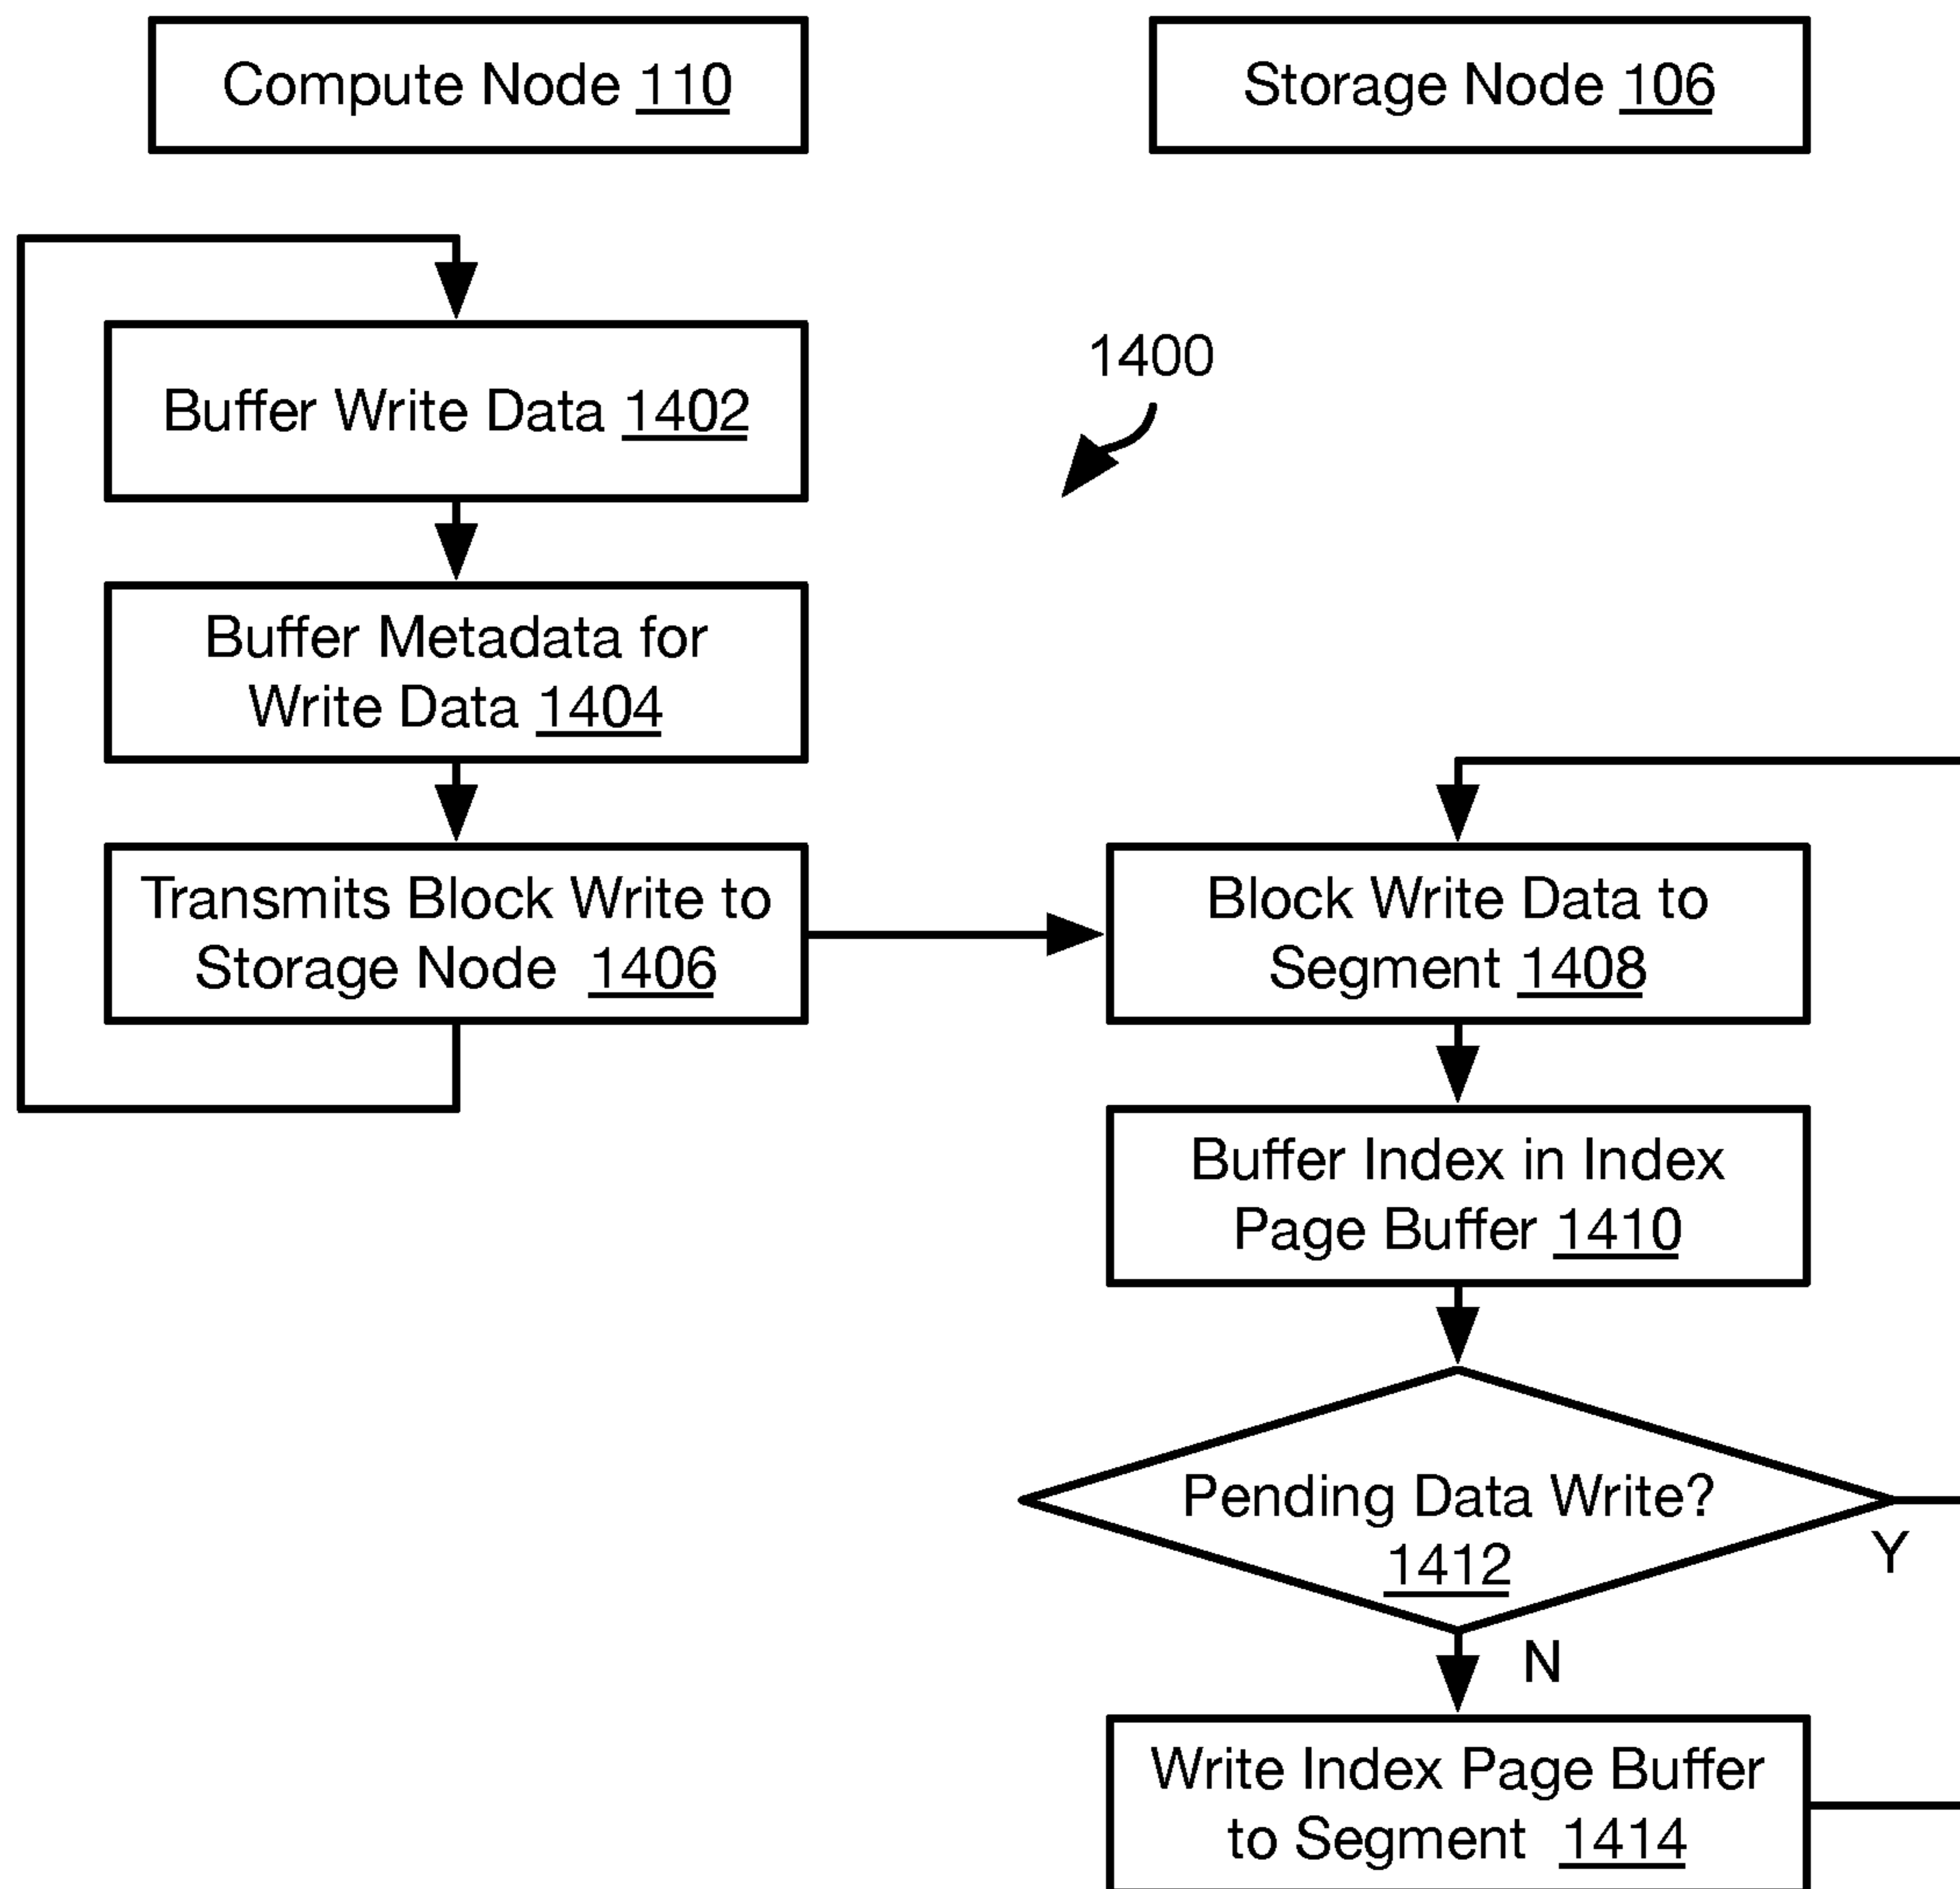 Compute Node 110
Storage Node 106
1400
Buffer Write Data 1402
Buffer Metadata for
Write Data 1404
Transmits Block Write to
Storage Node 1406
Block Write Data to
Segment 1408
Buffer Index in Index
Page Buffer 1410
Pending Data Write?
1412
Y
N
Write Index Page Buffer
to Segment 1414